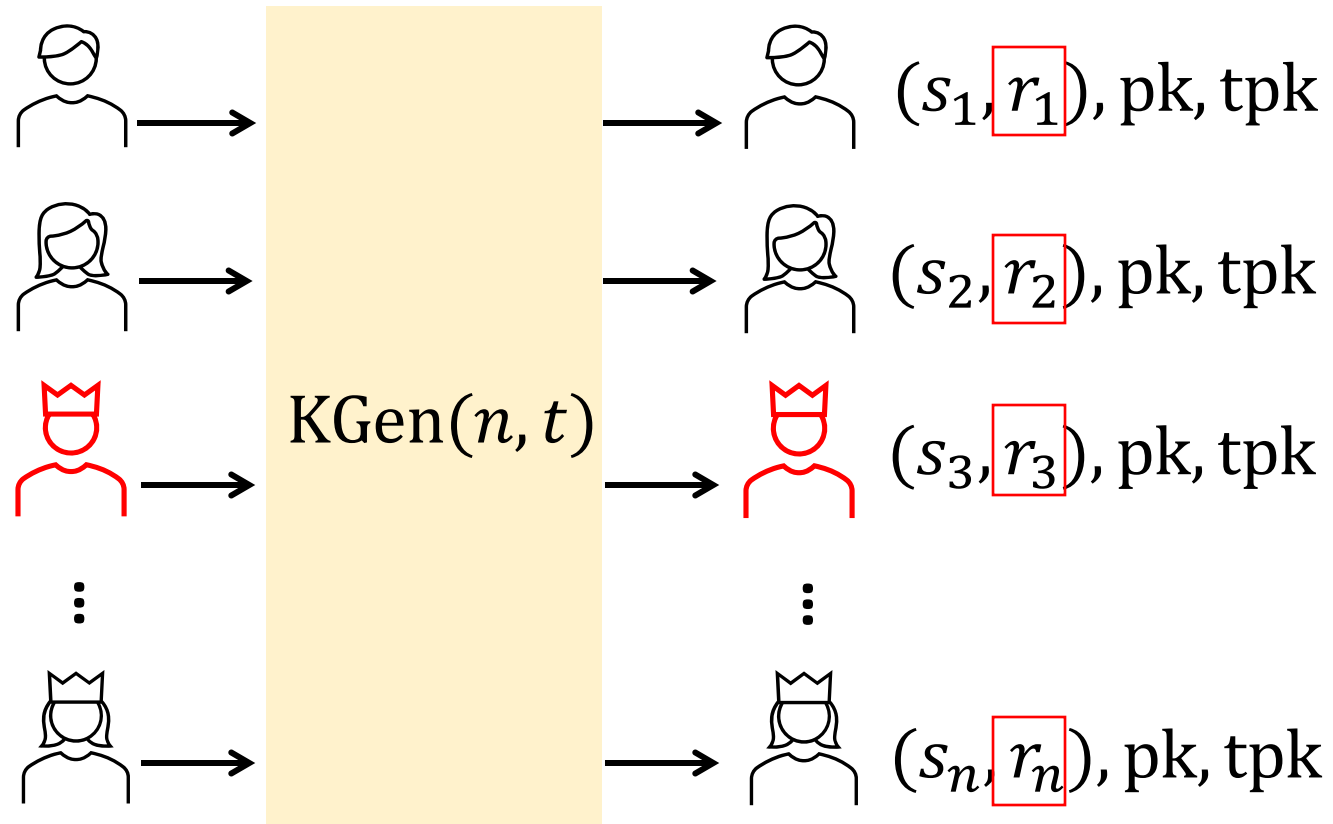 (s₁, r₁), pk, tpk
(s₂, r₂), pk, tpk
KGen(n, t)
(s₃, r₃), pk, tpk
⋮ ⋮
(sₙ, rₙ), pk, tpk